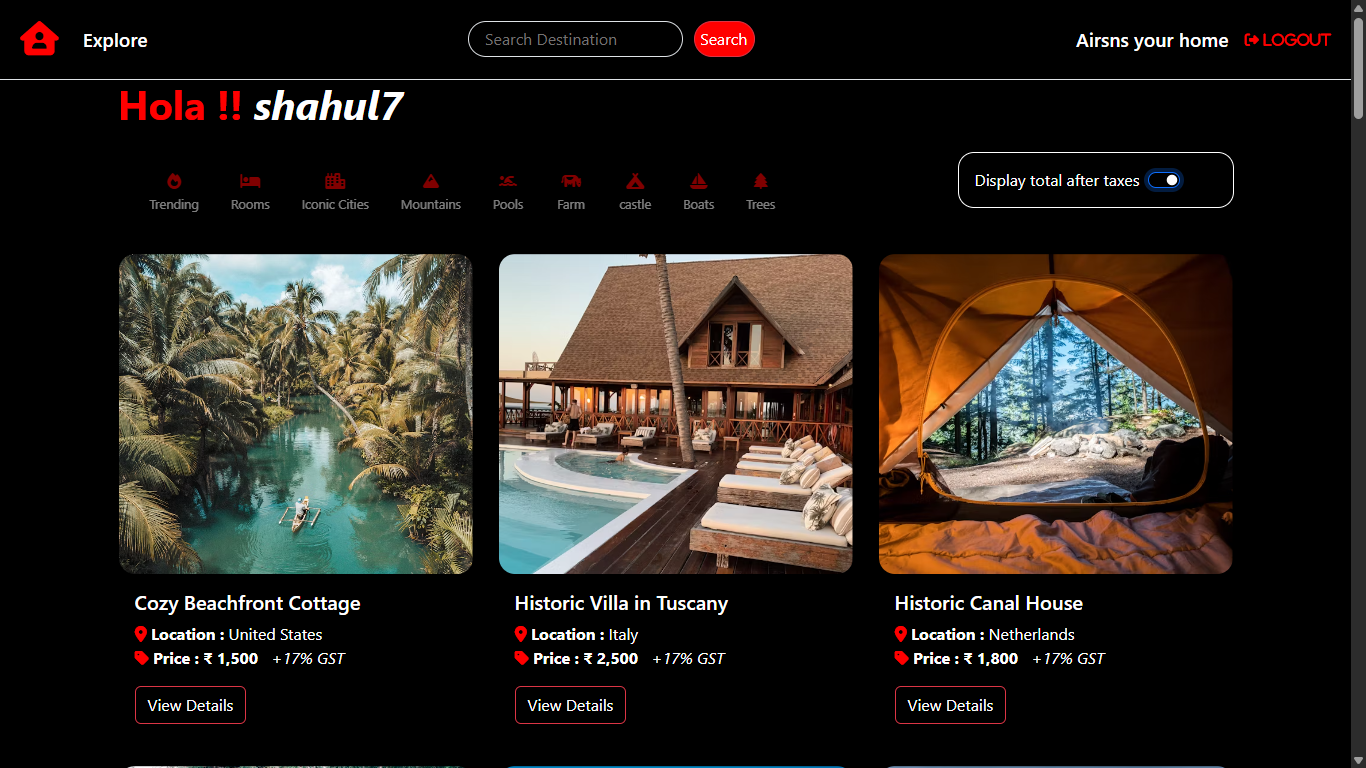 Explore
Search Destination
Search
Airsns your home
LOGOUT
Hola !! shahul7
Trending
Rooms
Iconic Cities
Mountains
Pools
Farm
castle
Boats
Trees
Display total after taxes
Cozy Beachfront Cottage
Location : United States
Price : ₹ 1,500 +17% GST
View Details
Historic Villa in Tuscany
Location : Italy
Price : ₹ 2,500 +17% GST
View Details
Historic Canal House
Location : Netherlands
Price : ₹ 1,800 +17% GST
View Details